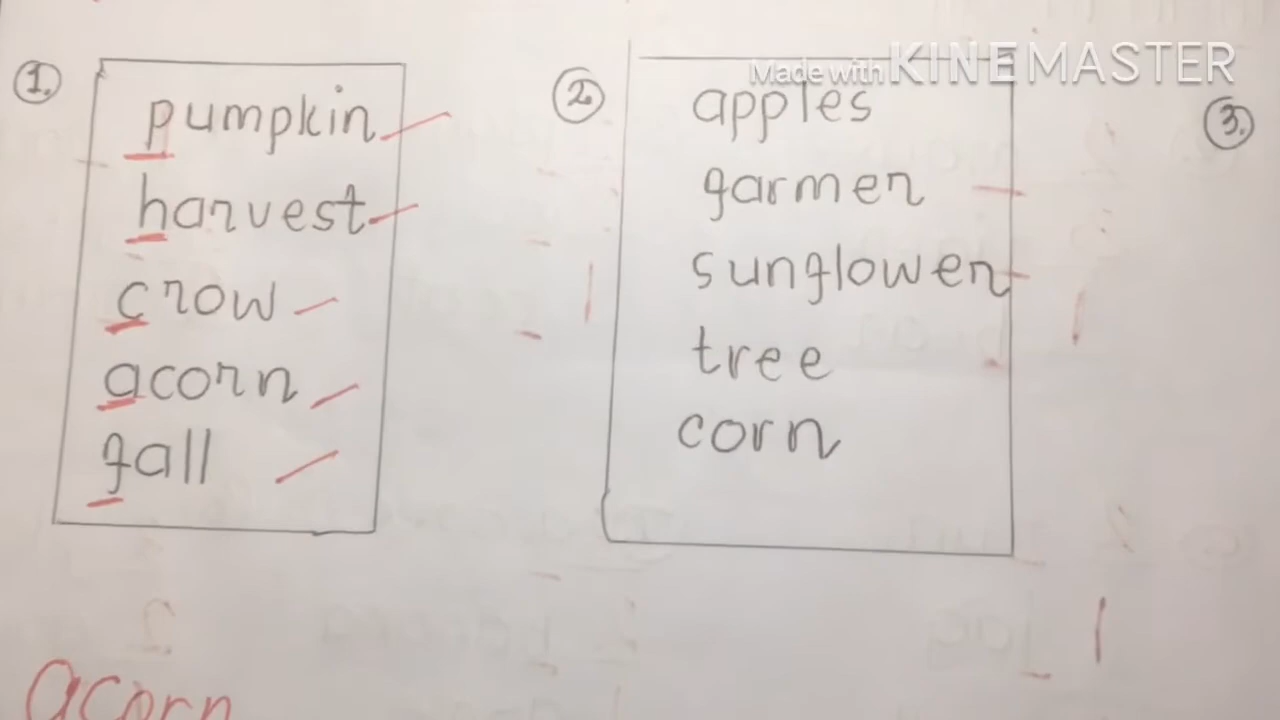 Made with KINEMASTER
1.
pumpkin
harvest
crow
acorn
fall
2.
apples
farmer
sunflower
tree
corn
3.
acorn